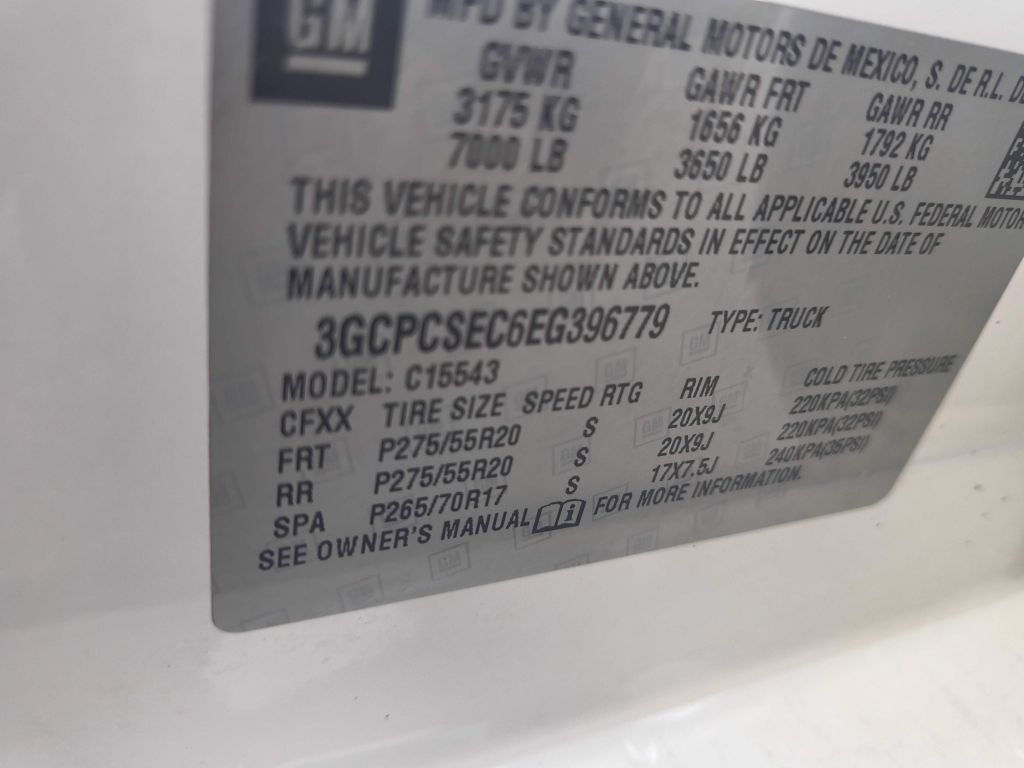 GM
MFD BY GENERAL MOTORS DE MEXICO, S. DE R.L. DE
GVWR GAWR FRT GAWR RR
3175 KG 1656 KG 1792 KG
7000 LB 3650 LB 3950 LB
THIS VEHICLE CONFORMS TO ALL APPLICABLE U.S. FEDERAL MOTOR
VEHICLE SAFETY STANDARDS IN EFFECT ON THE DATE OF
MANUFACTURE SHOWN ABOVE.
3GCPCSEC6EG396779 TYPE: TRUCK
MODEL: C15543
CFXX TIRE SIZE SPEED RTG RIM COLD TIRE PRESSURE
FRT P275/55R20 S 20X9J 220KPA(32PSI)
RR P275/55R20 S 20X9J 220KPA(32PSI)
SPA P265/70R17 S 17X7.5J 240KPA(35PSI)
SEE OWNER'S MANUAL i FOR MORE INFORMATION.